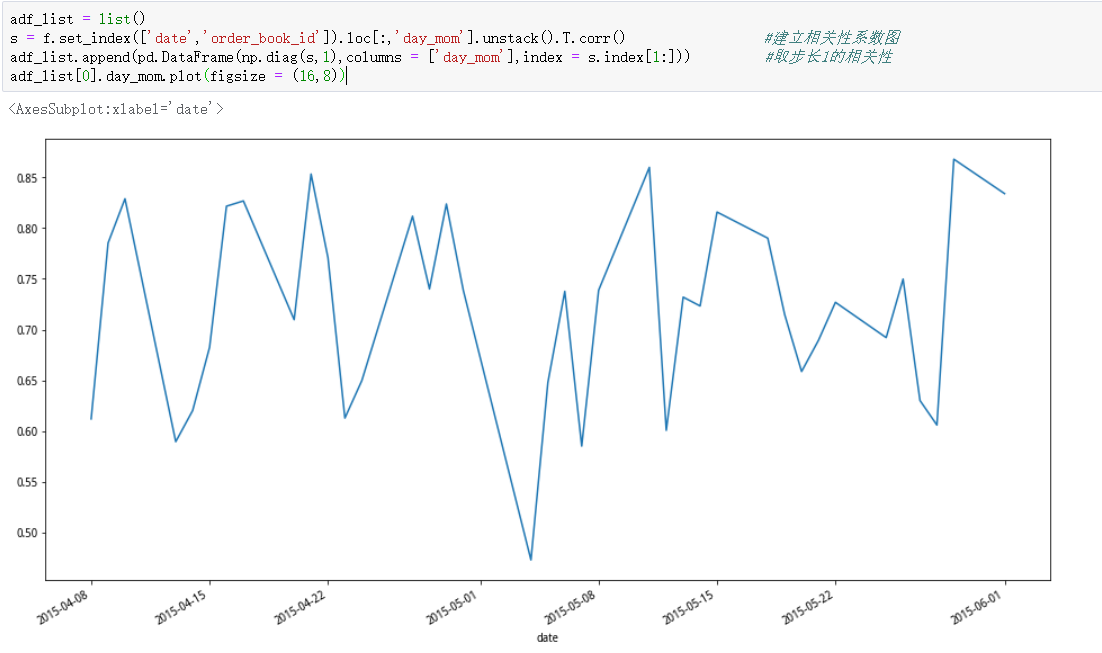 adf_list = list()
s = f.set_index(['date','order_book_id']).loc[:,'day_mom'].unstack().T.corr() #建立相关性系数图
adf_list.append(pd.DataFrame(np.diag(s,1),columns = ['day_mom'],index = s.index[1:])) #取步长1的相关性
adf_list[0].day_mom.plot(figsize = (16,8))
<AxesSubplot:xlabel='date'>
0.85
0.80
0.75
0.70
0.65
0.60
0.55
0.50
2015-04-08 2015-04-15 2015-04-22 2015-05-01 2015-05-08 2015-05-15 2015-05-22 2015-06-01
date